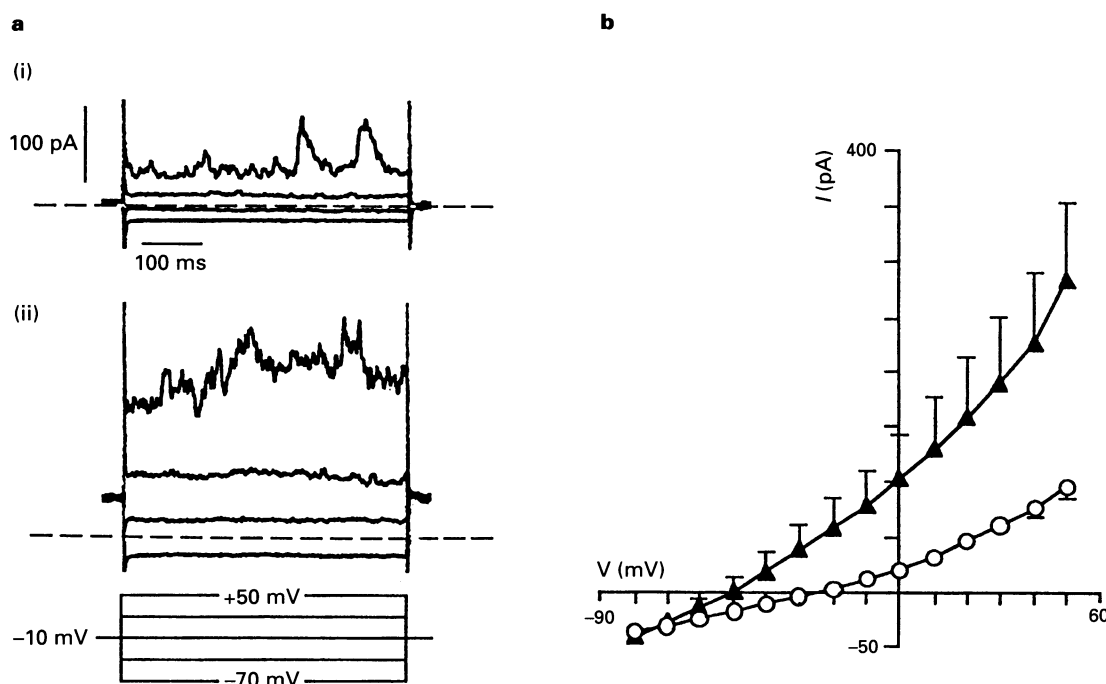 a
(i)
100 pA
100 ms
(ii)
+50 mV
−10 mV
−70 mV
b
400
I (pA)
V (mV)
−90
60
−50